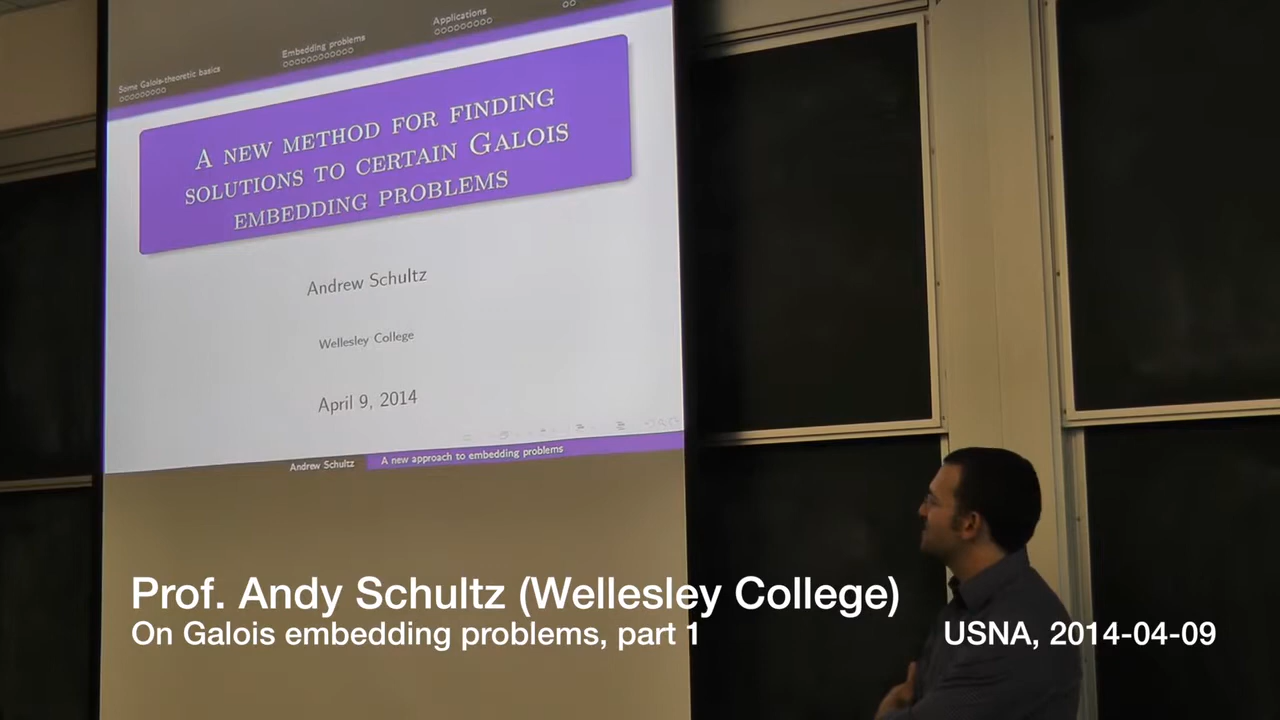 Some Galois-theoretic basics
Embedding problems
Applications
A NEW METHOD FOR FINDING
SOLUTIONS TO CERTAIN GALOIS
EMBEDDING PROBLEMS
Andrew Schultz
Wellesley College
April 9, 2014
Andrew Schultz
A new approach to embedding problems
Prof. Andy Schultz (Wellesley College)
On Galois embedding problems, part 1
USNA, 2014-04-09